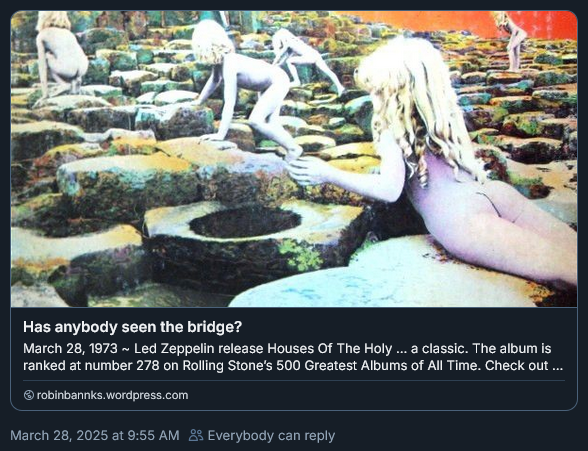 Has anybody seen the bridge?
March 28, 1973 ~ Led Zeppelin release Houses Of The Holy ... a classic. The album is
ranked at number 278 on Rolling Stone's 500 Greatest Albums of All Time. Check out ...
robinbannks.wordpress.com
March 28, 2025 at 9:55 AM Everybody can reply